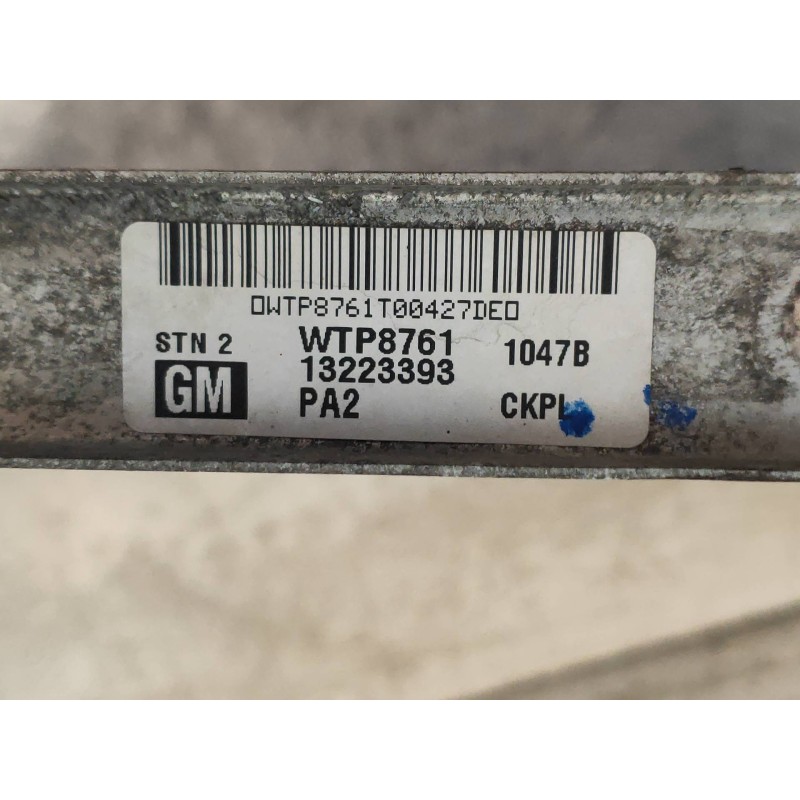 0WTP8761T00427DE0
STN 2 WTP8761 1047B
GM 13223393
PA2 CKPL